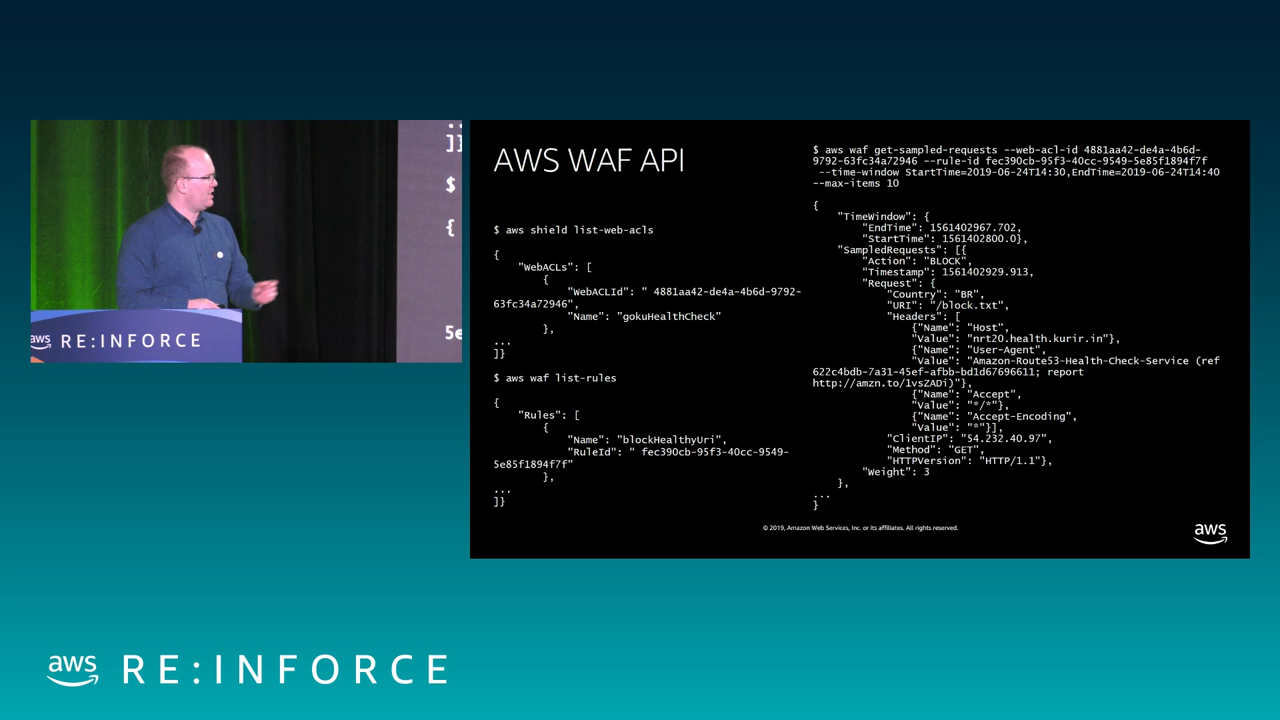 :
]}
$
{
5e
aws RE:INFORCE
AWS WAF API
$ aws shield list-web-acls
{
"WebACLs": [
{
"WebACLId": " 4881aa42-de4a-4b6d-9792-
63fc34a72946",
"Name": "gokuHealthCheck"
},
...
]}
$ aws waf list-rules
{
"Rules": [
{
"Name": "blockHealthyUri",
"RuleId": " fec390cb-95f3-40cc-9549-
5e85f1894f7f"
},
...
]}
$ aws waf get-sampled-requests --web-acl-id 4881aa42-de4a-4b6d-
9792-63fc34a72946 --rule-id fec390cb-95f3-40cc-9549-5e85f1894f7f
--time-window StartTime=2019-06-24T14:30,EndTime=2019-06-24T14:40
--max-items 10
{
"TimeWindow": {
"EndTime": 1561402967.702,
"StartTime": 1561402800.0},
"SampledRequests": [{
"Action": "BLOCK",
"Timestamp": 1561402929.913,
"Request": {
"Country": "BR",
"URI": "/block.txt",
"Headers": [
{"Name": "Host",
"Value": "nrt20.health.kurir.in"},
{"Name": "User-Agent",
"Value": "Amazon-Route53-Health-Check-Service (ref
622c4bdb-7a31-45ef-afbb-bd1d67696611; report
http://amzn.to/1vsZADi)"},
{"Name": "Accept",
"Value": "*/*"},
{"Name": "Accept-Encoding",
"Value": "*"}],
"ClientIP": "54.232.40.97",
"Method": "GET",
"HTTPVersion": "HTTP/1.1"},
"Weight": 3
},
...
}
© 2019, Amazon Web Services, Inc. or its affiliates. All rights reserved.
aws
aws RE:INFORCE